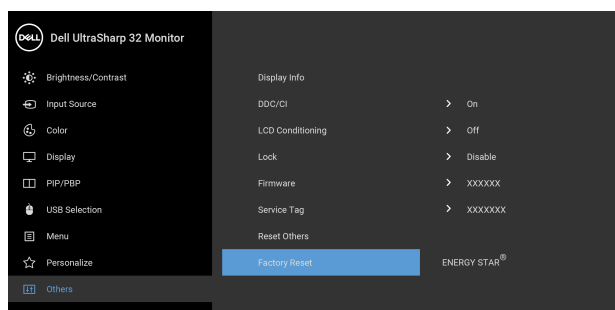 DELL Dell UltraSharp 32 Monitor
Brightness/Contrast Display Info
Input Source DDC/CI > On
Color LCD Conditioning > Off
Display Lock > Disable
PIP/PBP Firmware > XXXXXX
USB Selection Service Tag > XXXXXXX
Menu Reset Others
Personalize Factory Reset ENERGY STAR®
Others